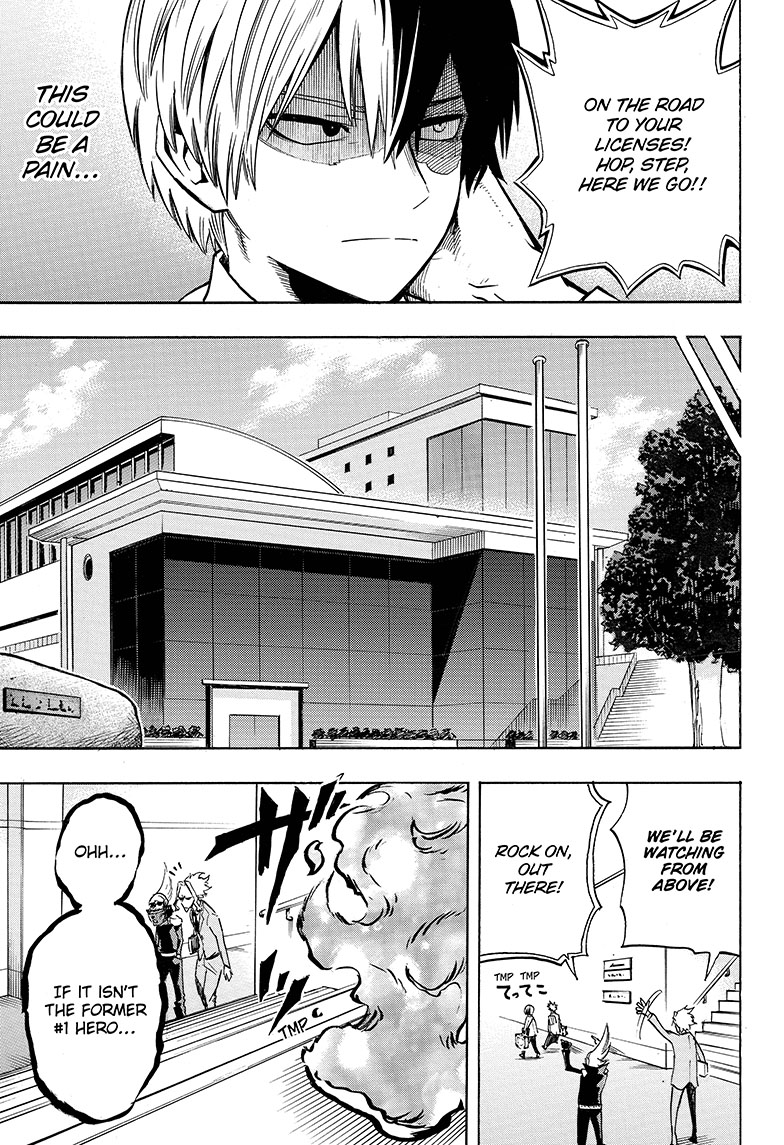 ON THE ROAD
TO YOUR
LICENSES!
HOP, STEP,
HERE WE GO!!
THIS
COULD
BE A
PAIN...
WE'LL BE
WATCHING
FROM
ABOVE!
ROCK ON,
OUT
THERE!
TMP TMP
てってこ
TMP
OHH...
IF IT ISN'T
THE FORMER
#1 HERO...